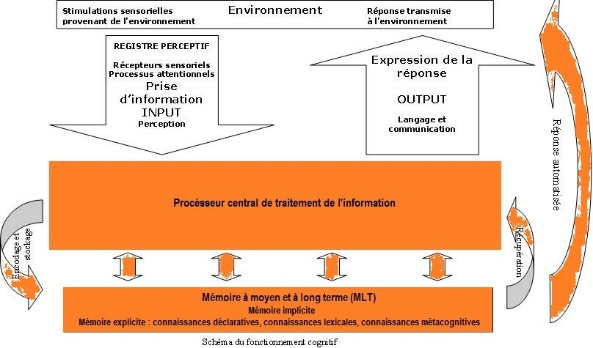 Stimulations sensorielles
provenant de l'environnement
Environnement
Réponse transmise
à l'environnement
REGISTRE PERCEPTIF
Récepteurs sensoriels
Processus attentionnels
Prise
d'information
INPUT
Perception
Expression de la
réponse
OUTPUT
Langage et
communication
Réponse automatisée
Processeur central de traitement de l'information
Encodage et
stockage
Récupération
Mémoire à moyen et à long terme (MLT)
Mémoire implicite
Mémoire explicite : connaissances déclaratives, connaissances lexicales, connaissances métacognitives
Schéma du fonctionnement cognitif